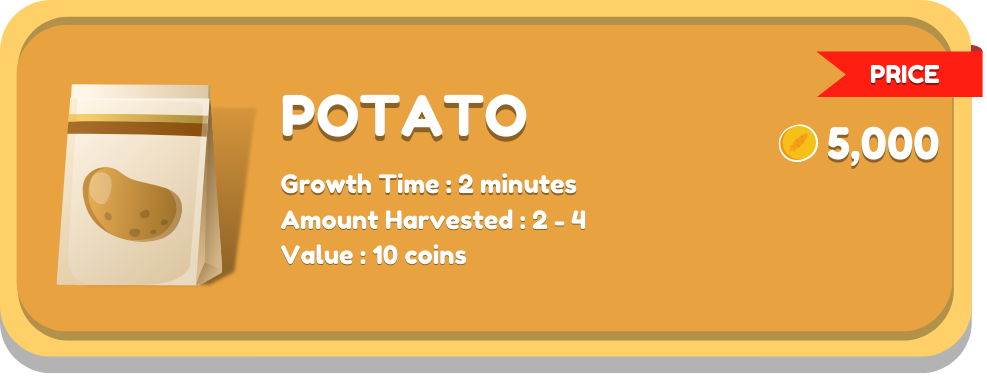 PRICE
POTATO
5,000
Growth Time : 2 minutes
Amount Harvested : 2 - 4
Value : 10 coins